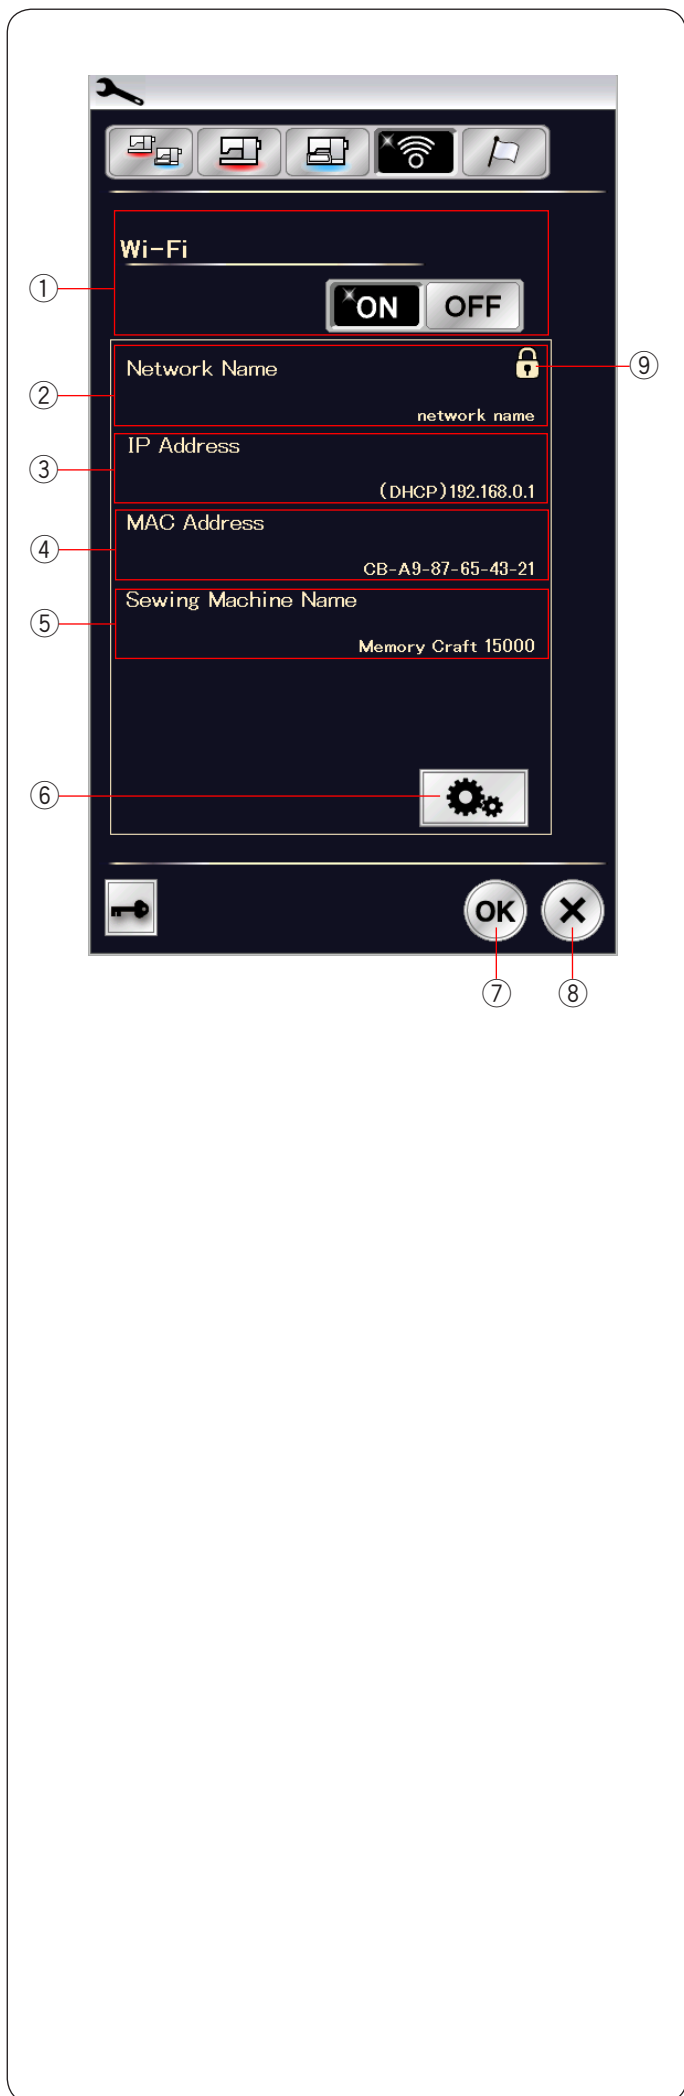 Wi-Fi
① ON OFF
Network Name ⑨
②
network name
IP Address
③
(DHCP)192.168.0.1
MAC Address
④
CB-A9-87-65-43-21
Sewing Machine Name
⑤
Memory Craft 15000
⑥
OK
⑦ ⑧